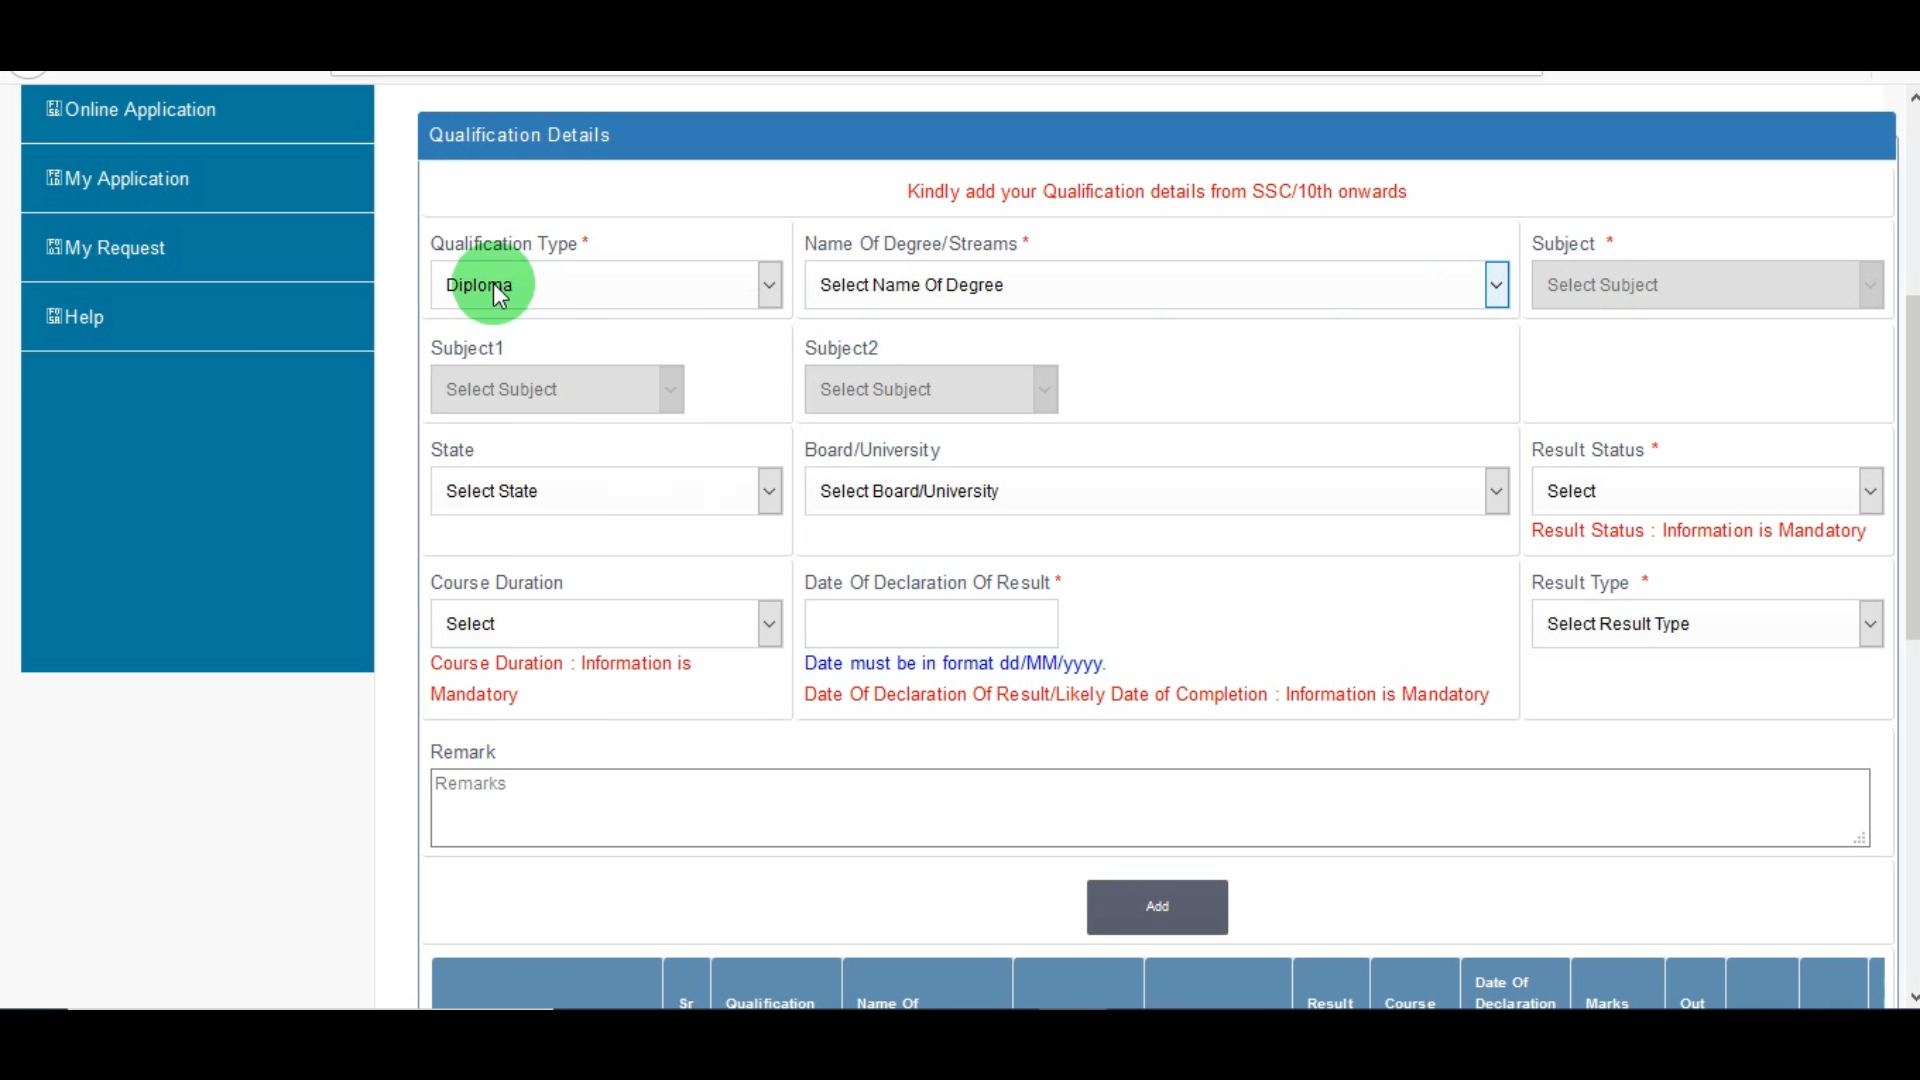 Online Application
My Application
My Request
Help
Qualification Details
Kindly add your Qualification details from SSC/10th onwards
Qualification Type *
Name Of Degree/Streams *
Subject *
Diploma
Select Name Of Degree
Select Subject
Subject1
Subject2
Select Subject
Select Subject
State
Board/University
Result Status *
Select State
Select Board/University
Select
Result Status : Information is Mandatory
Course Duration
Date Of Declaration Of Result *
Result Type *
Select
Select Result Type
Course Duration : Information is
Mandatory
Date must be in format dd/MM/yyyy.
Date Of Declaration Of Result/Likely Date of Completion : Information is Mandatory
Remark
Remarks
Add
Sr
Qualification
Name Of
Result
Course
Date Of
Declaration
Marks
Out